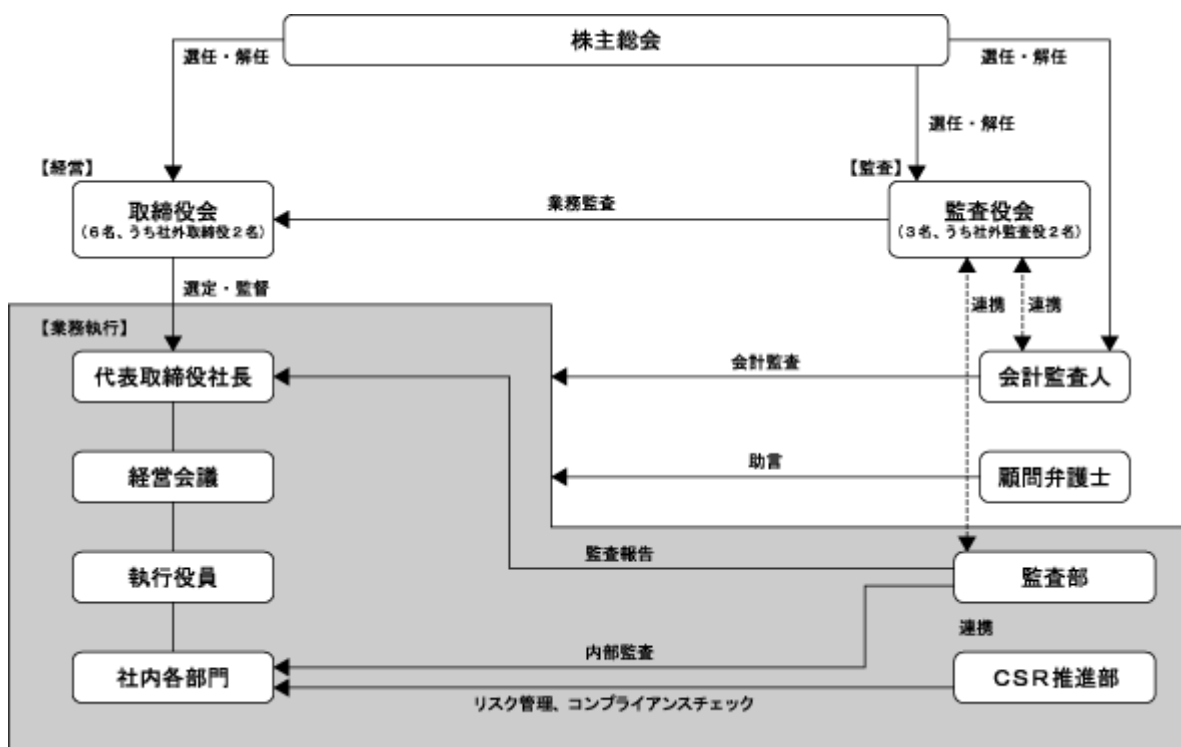 株主総会
選任・解任
選任・解任
選任・解任
【経営】
【監査】
取締役会
(6名、うち社外取締役2名)
業務監査
監査役会
(3名、うち社外監査役2名)
選定・監督
連携
連携
【業務執行】
代表取締役社長
会計監査
会計監査人
経営会議
助言
顧問弁護士
監査報告
執行役員
監査部
連携
内部監査
社内各部門
CSR推進部
リスク管理、コンプライアンスチェック